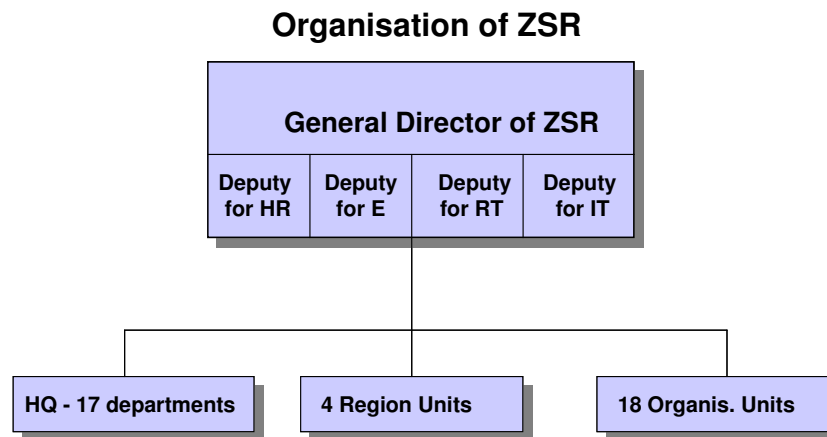 Organisation of ZSR
General Director of ZSR
Deputy
for HR
Deputy
for E
Deputy
for RT
Deputy
for IT
HQ - 17 departments
4 Region Units
18 Organis. Units